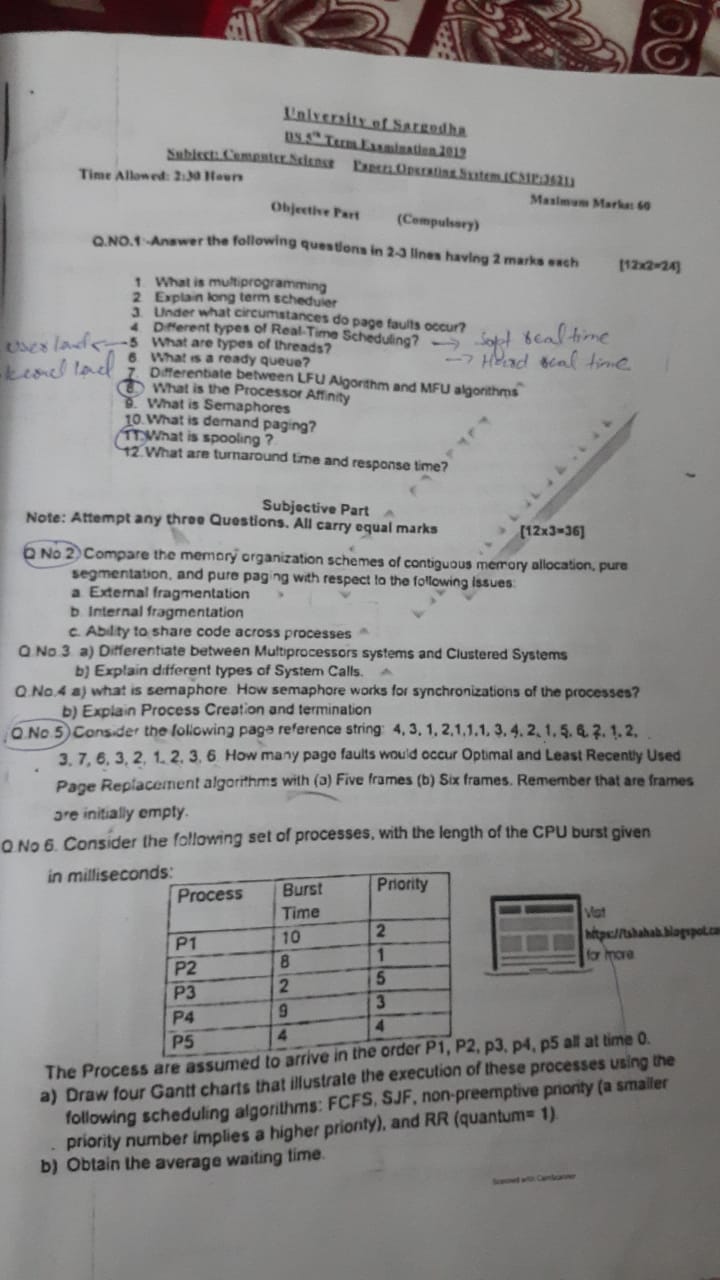 University of Sargodha
DS.5th Term Examination 2019
Subject: Computer Science Paper: Operating System (CMP:3621)
Time Allowed: 2:30 Hours
Maximum Marks: 60
Objective Part (Compulsory)
Q.NO.1:-Answer the following questions in 2-3 lines having 2 marks each [12x2=24]
1. What is multiprogramming
2. Explain long term scheduler
3. Under what circumstances do page faults occur?
4. Different types of Real-Time Scheduling? → Soft real time
→ Hard real time
5. What are types of threads?
6. What is a ready queue?
7. Differentiate between LFU Algorithm and MFU algorithms
8. What is the Processor Affinity
9. What is Semaphores
10. What is demand paging?
11. What is spooling ?
12. What are turnaround time and response time?
Subjective Part
Note: Attempt any three Questions. All carry equal marks [12x3=36]
Q No 2) Compare the memory organization schemes of contiguous memory allocation, pure
segmentation, and pure paging with respect to the following issues:
a. External fragmentation
b. Internal fragmentation
c. Ability to share code across processes
Q No 3 a) Differentiate between Multiprocessors systems and Clustered Systems
b) Explain different types of System Calls.
Q.No.4 a) what is semaphore. How semaphore works for synchronizations of the processes?
b) Explain Process Creation and termination
Q.No.5) Consider the following page reference string: 4, 3, 1, 2,1,1,1, 3, 4, 2, 1, 5, 6, 2, 1, 2,
3, 7, 6, 3, 2, 1, 2, 3, 6. How many page faults would occur Optimal and Least Recently Used
Page Replacement algorithms with (a) Five frames (b) Six frames. Remember that are frames
are initially empty.
Q No 6. Consider the following set of processes, with the length of the CPU burst given
in milliseconds:
Process Burst Time Priority
P1 10 2
P2 8 1
P3 2 5
P4 9 3
P5 4 4
Visit
https://tshahab.blogspot.co
for more
The Process are assumed to arrive in the order P1, P2, p3, p4, p5 all at time 0.
a) Draw four Gantt charts that illustrate the execution of these processes using the
following scheduling algorithms: FCFS, SJF, non-preemptive priority (a smaller
priority number implies a higher priority), and RR (quantum= 1).
b) Obtain the average waiting time.
Scanned with CamScanner